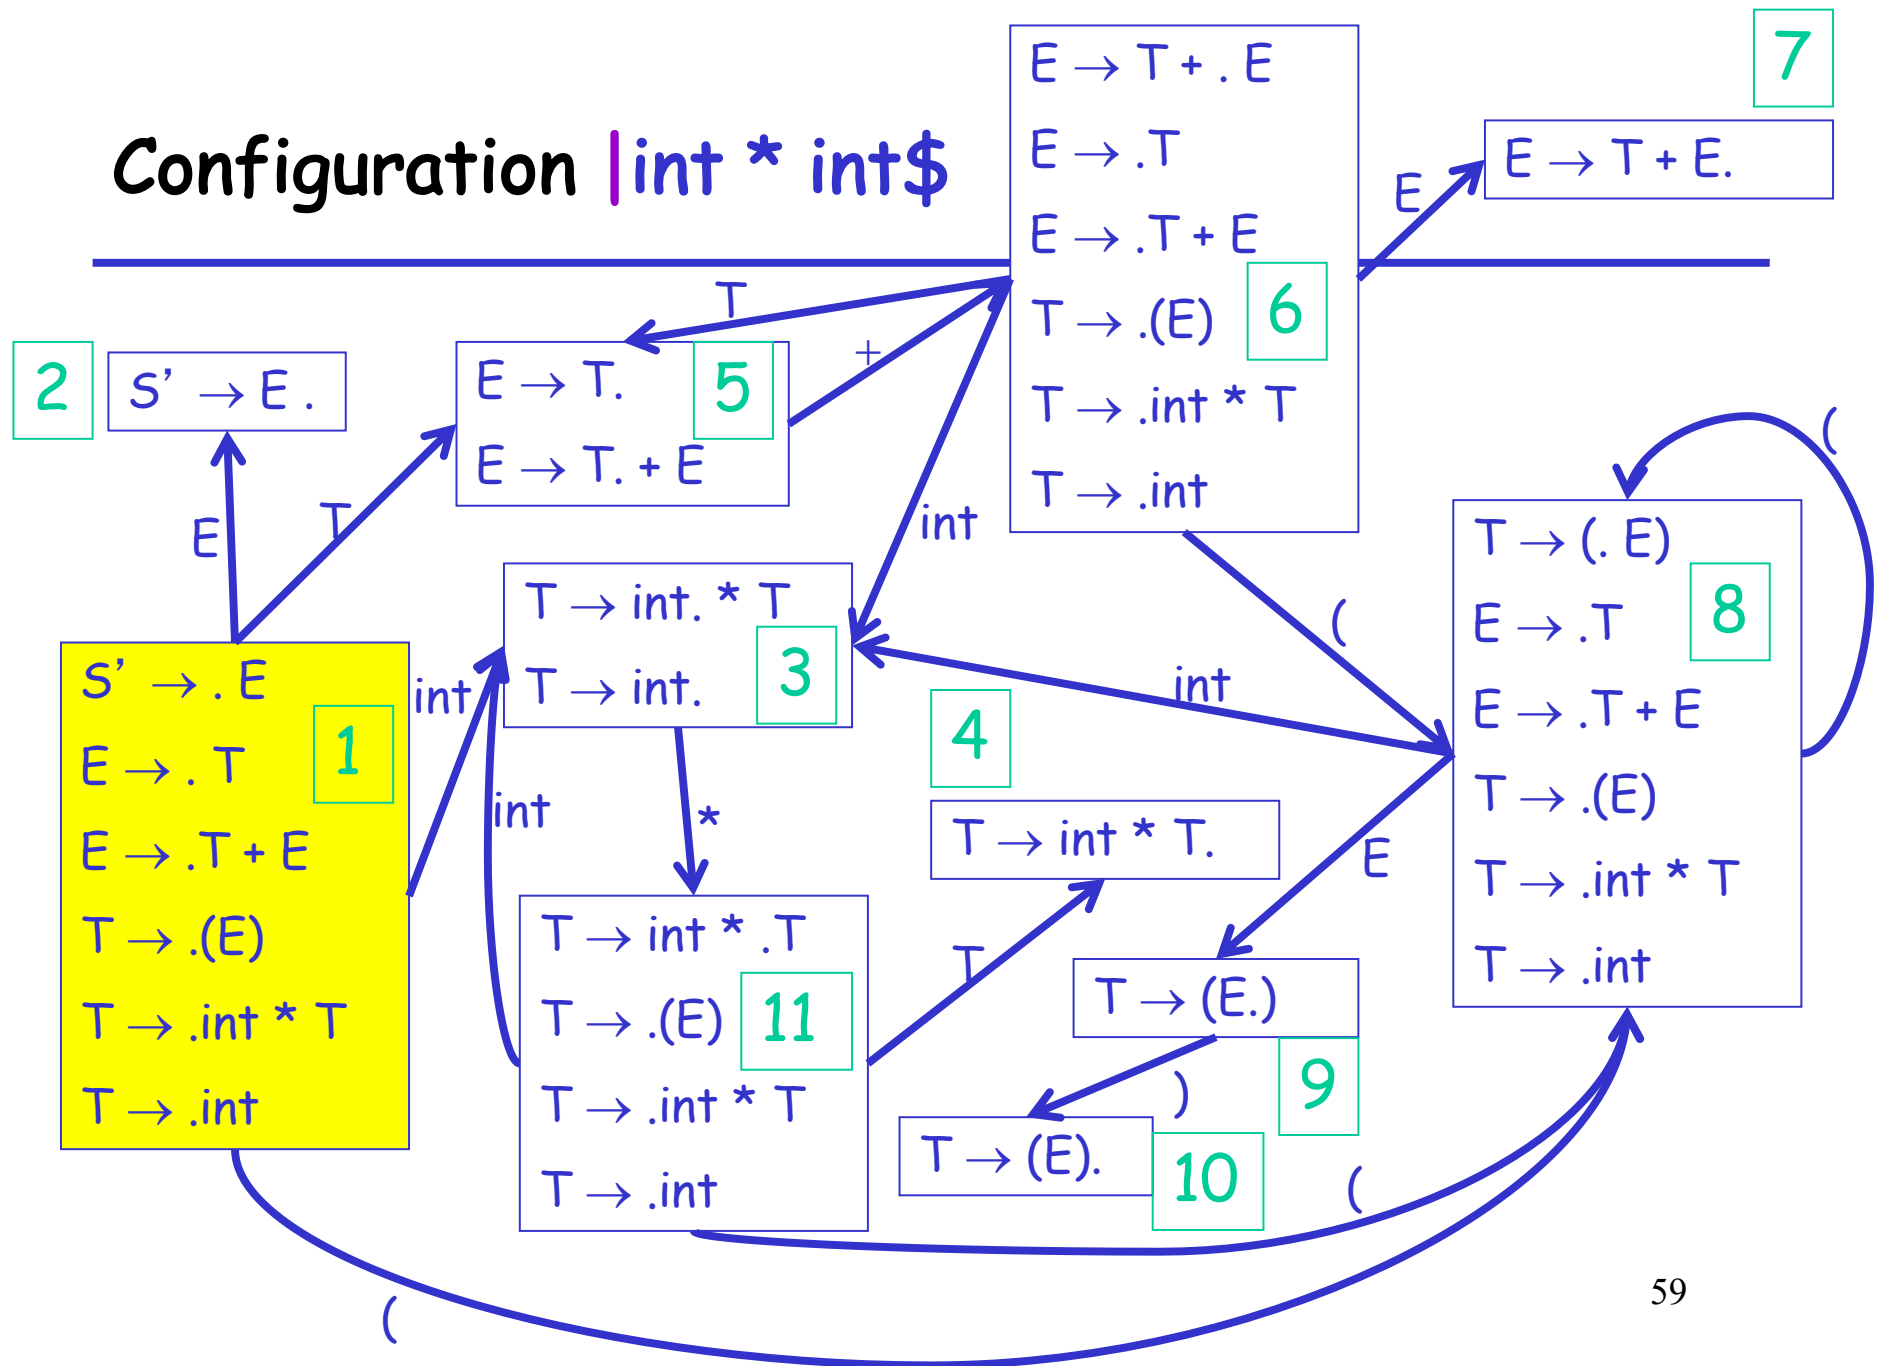 Configuration |int * int$
E → T + . E
E → .T
E → .T + E
T → .(E)
T → .int * T
T → .int
6
7
E → T + E.
E
T
+
int
(
2
S’ → E .
E
T
5
E → T.
E → T. + E
3
T → int. * T
T → int.
int
int
*
int
1
S’ → . E
E → . T
E → .T + E
T → .(E)
T → .int * T
T → .int
4
T → int * T.
T
11
T → int * .T
T → .(E)
T → .int * T
T → .int
8
T → (. E)
E → .T
E → .T + E
T → .(E)
T → .int * T
T → .int
(
E
9
T → (E.)
)
10
T → (E).
(
(
59